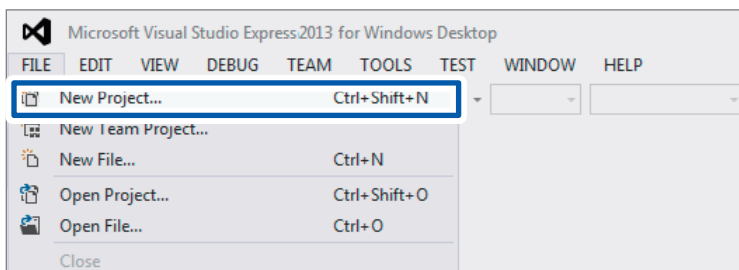 Microsoft Visual Studio Express 2013 for Windows Desktop
FILE EDIT VIEW DEBUG TEAM TOOLS TEST WINDOW HELP
New Project... Ctrl+Shift+N
New Team Project...
New File... Ctrl+N
Open Project... Ctrl+Shift+O
Open File... Ctrl+O
Close